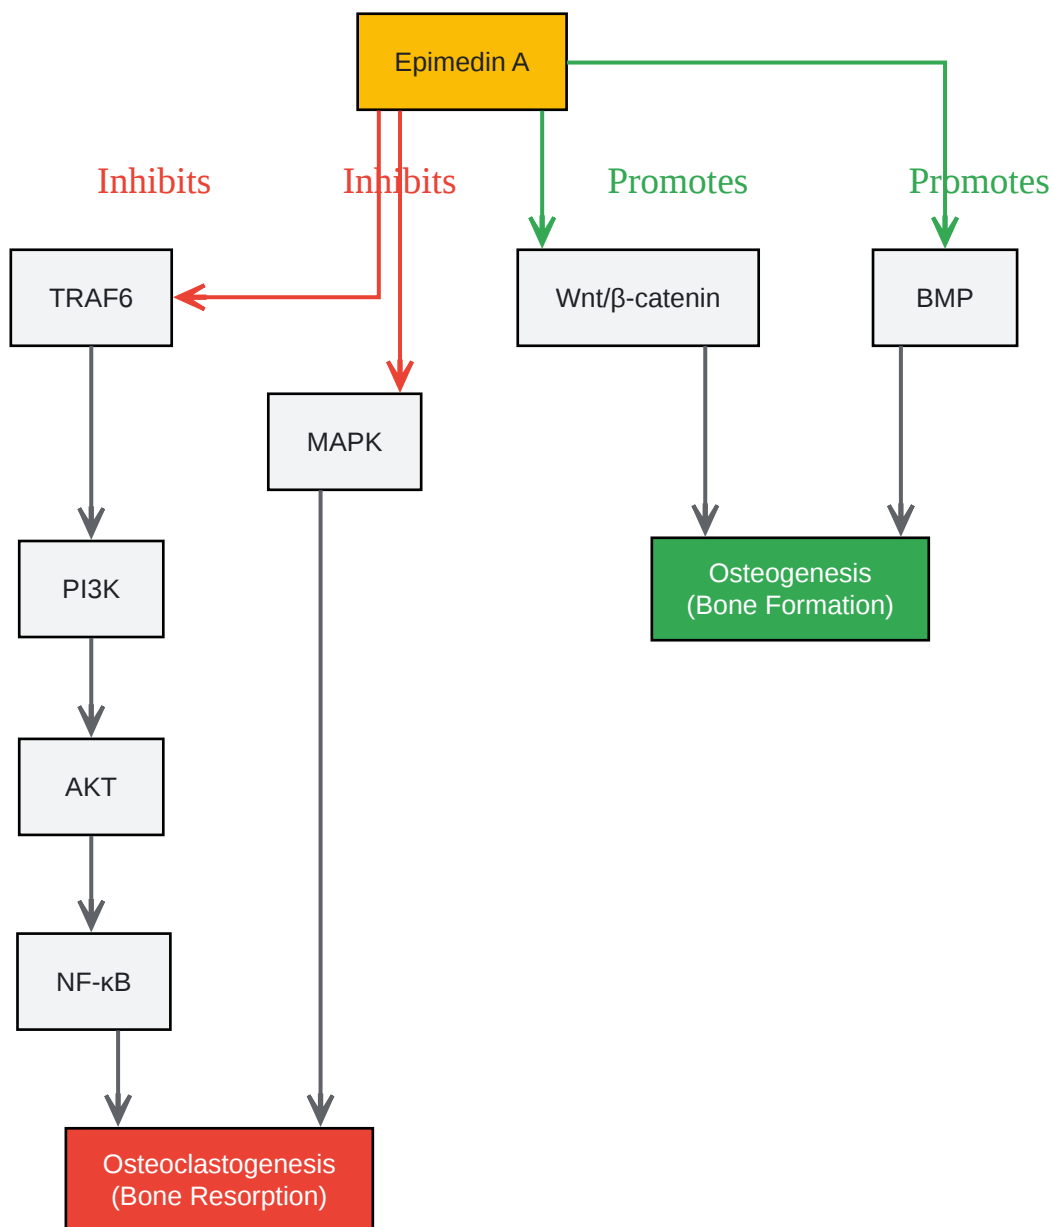 Epimedin A
Inhibits
Inhibits
Promotes
Promotes
TRAF6
Wnt/β-catenin
BMP
MAPK
PI3K
Osteogenesis
(Bone Formation)
AKT
NF-κB
Osteoclastogenesis
(Bone Resorption)